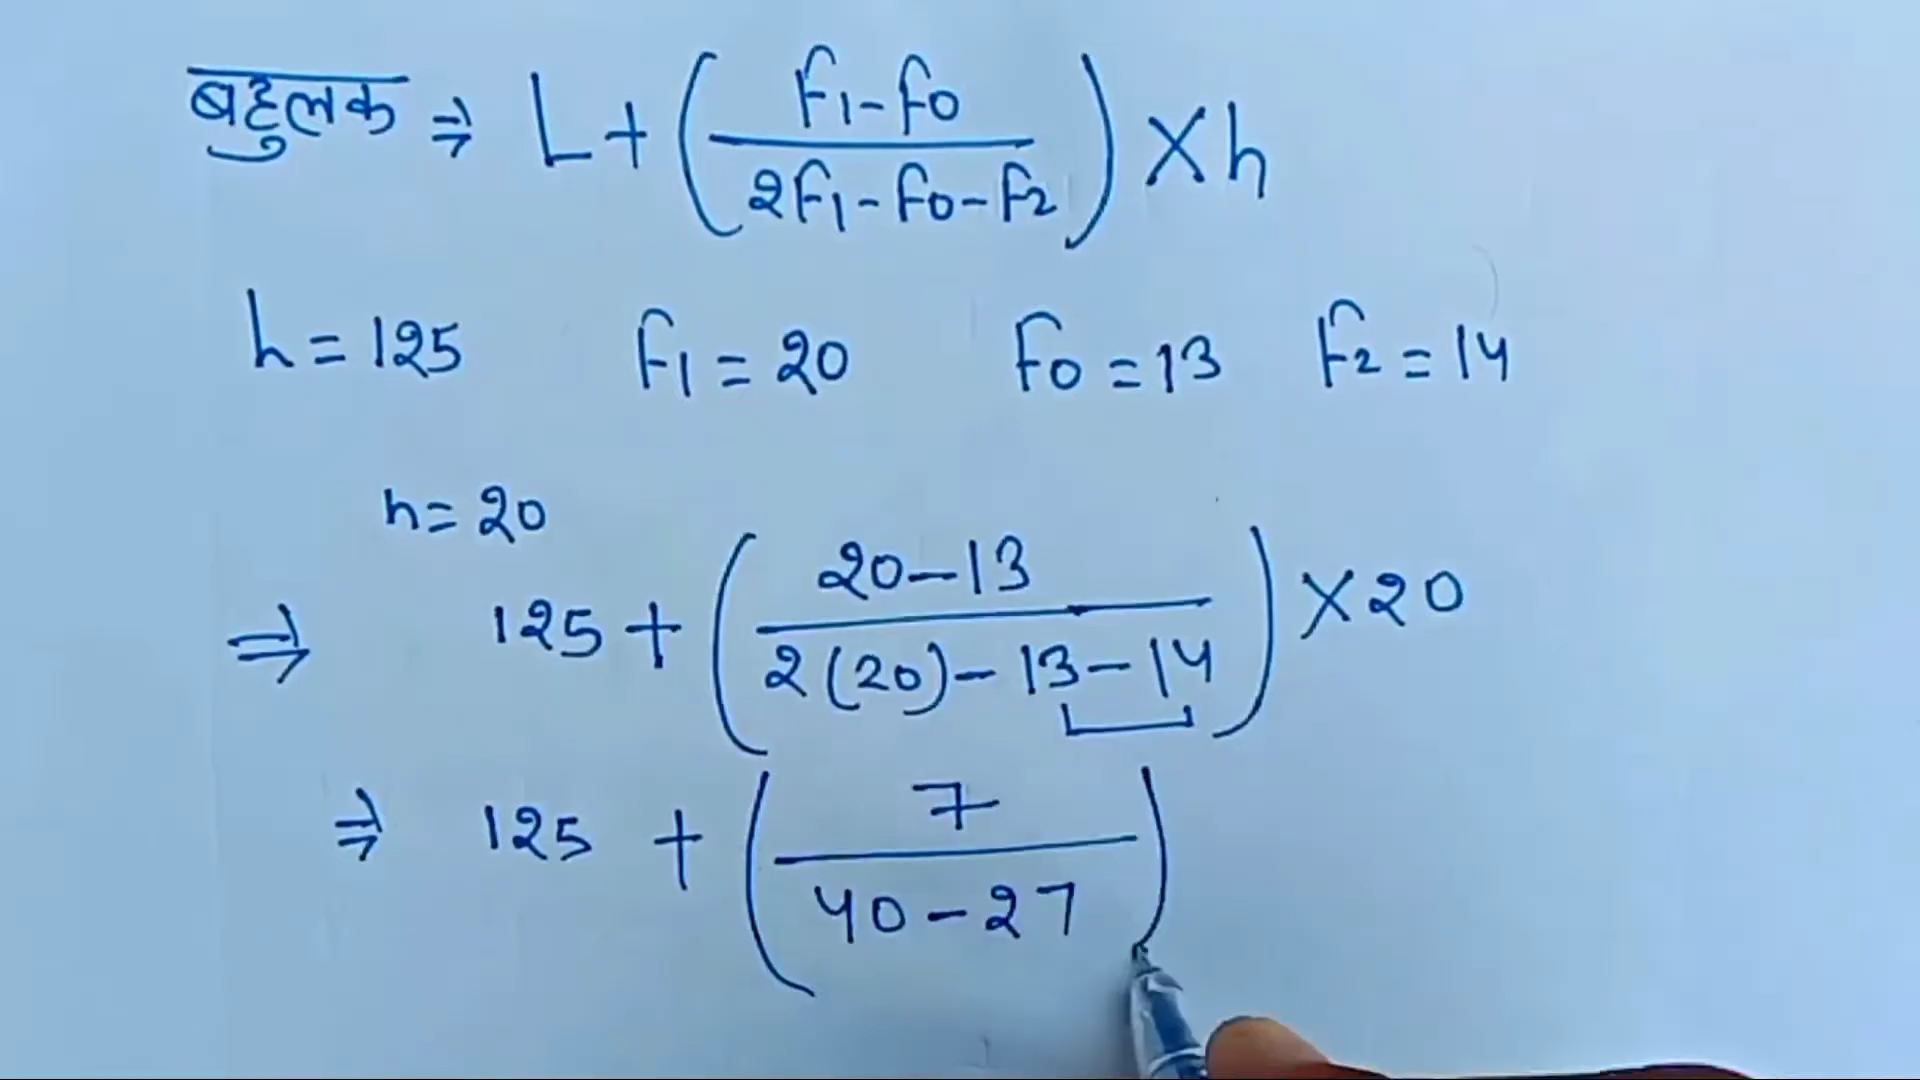 बहुलक ⇒ L + ( F1 - F0 / 2F1 - F0 - F2 ) × h
h = 125 F1 = 20 F0 = 13 F2 = 14
h = 20
⇒ 125 + ( 20 - 13 / 2(20) - 13 - 14 ) × 20
⇒ 125 + ( 7 / 40 - 27 )